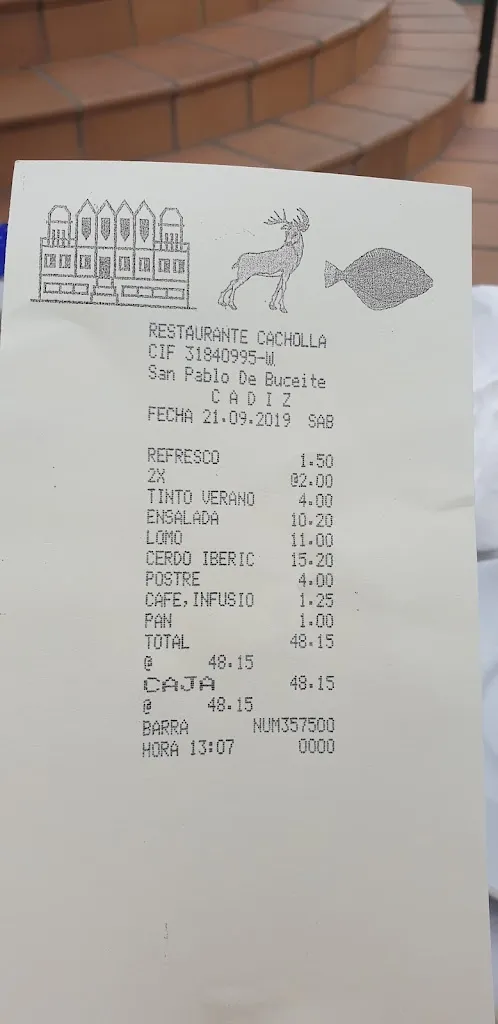 RESTAURANTE CACHOLLA
CIF 31840995-W.
San Pablo De Buceite
C A D I Z
FECHA 21.09.2019 SAB
REFRESCO 1.50
2X @2.00
TINTO VERANO 4.00
ENSALADA 10.20
LOMO 11.00
CERDO IBERIC 15.20
POSTRE 4.00
CAFE,INFUSIO 1.25
PAN 1.00
TOTAL 48.15
@ 48.15
CAJA 48.15
@ 48.15
BARRA NUM357500
HORA 13:07 0000